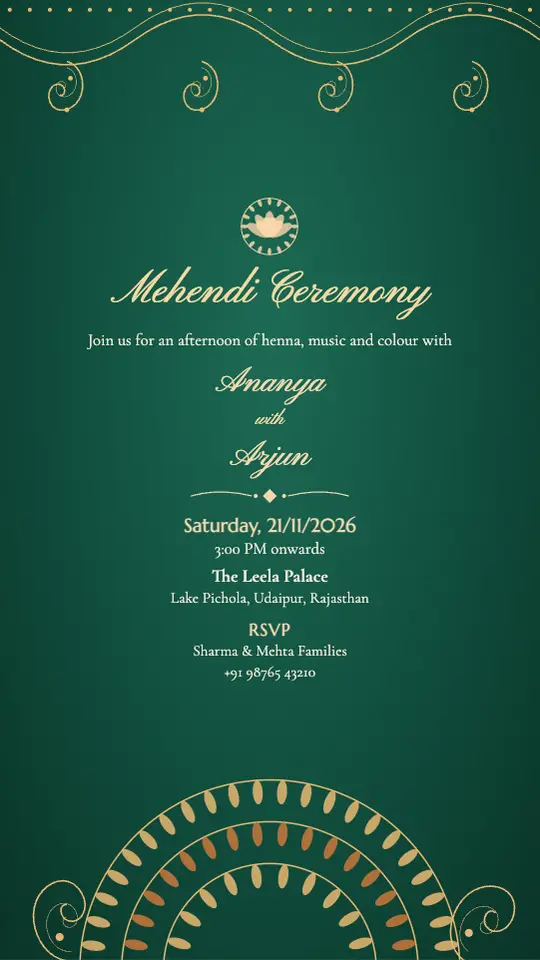 Mehendi Ceremony
Join us for an afternoon of henna, music and colour with
Ananya
with
Arjun
Saturday, 21/11/2026
3:00 PM onwards
The Leela Palace
Lake Pichola, Udaipur, Rajasthan
RSVP
Sharma & Mehta Families
+91 98765 43210